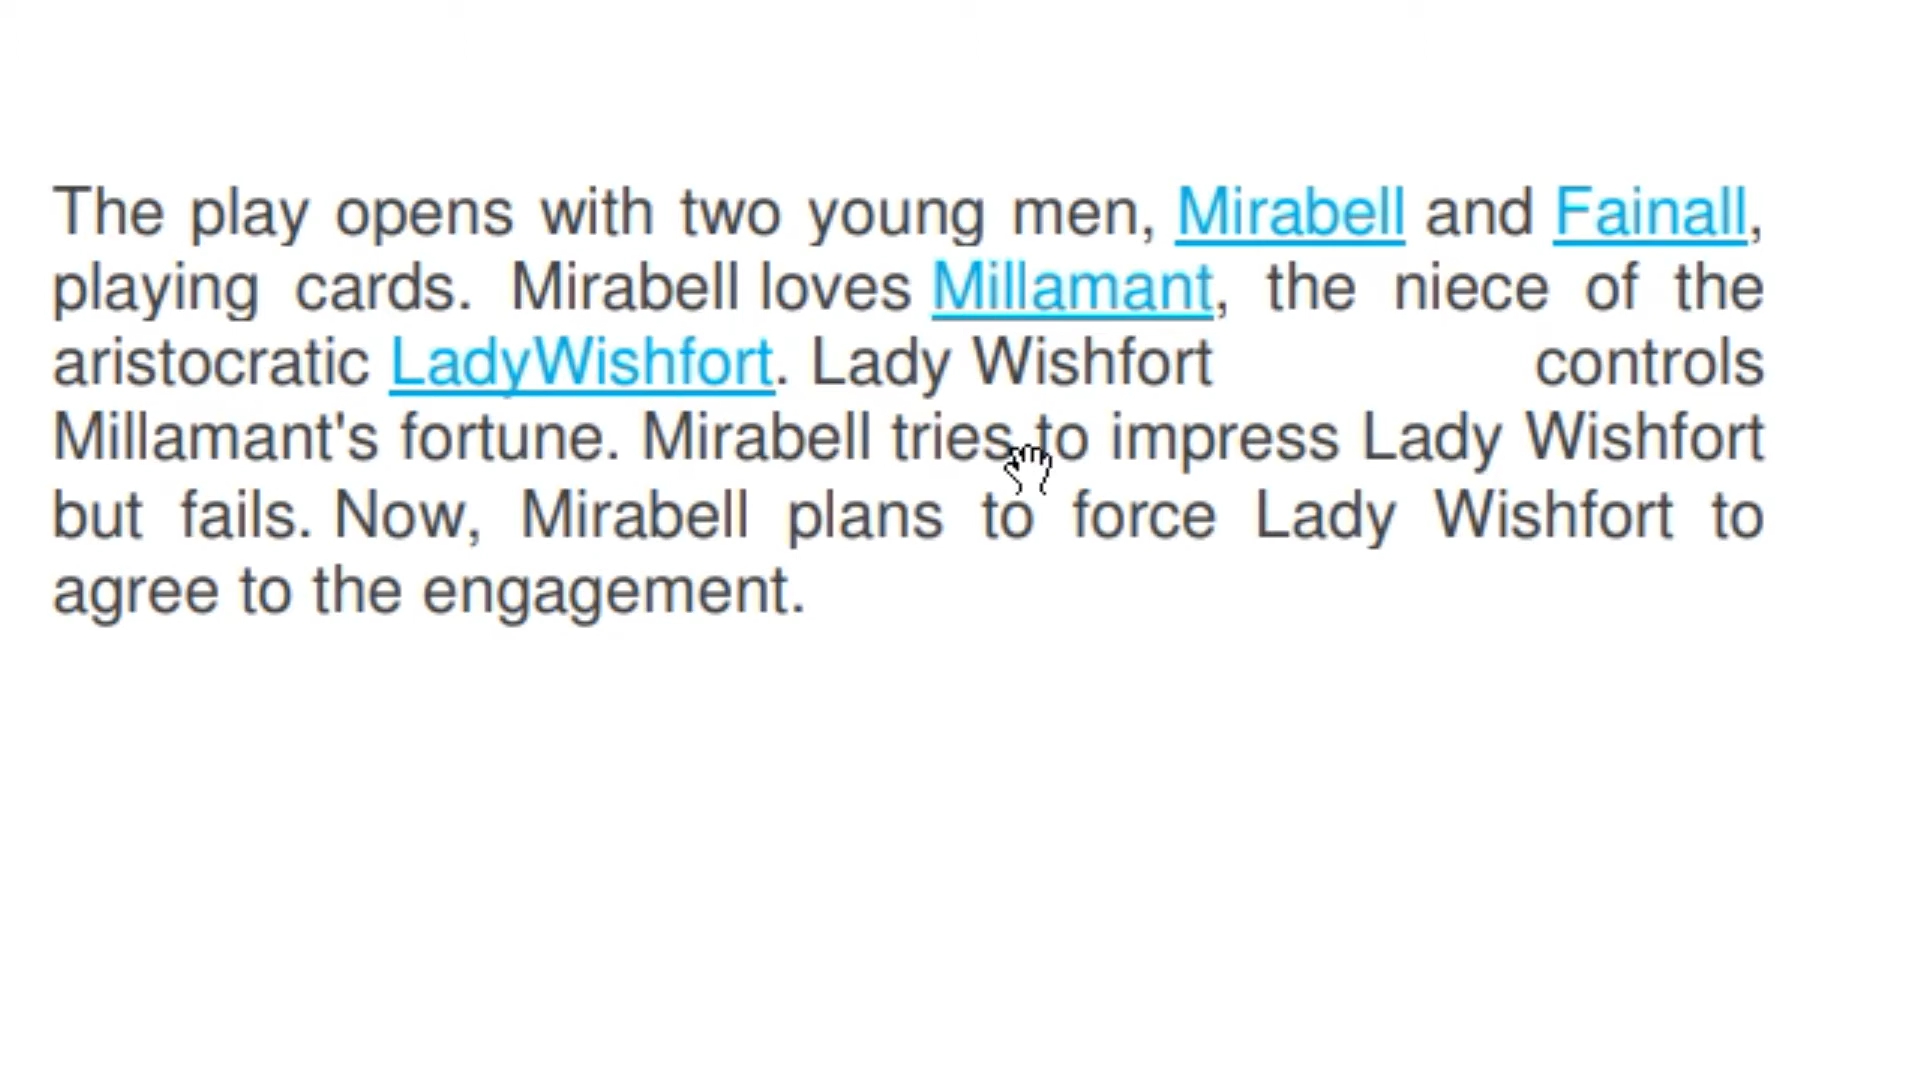 The play opens with two young men, Mirabell and Fainall,
playing cards. Mirabell loves Millamant, the niece of the
aristocratic LadyWishfort. Lady Wishfort controls
Millamant's fortune. Mirabell tries to impress Lady Wishfort
but fails. Now, Mirabell plans to force Lady Wishfort to
agree to the engagement.